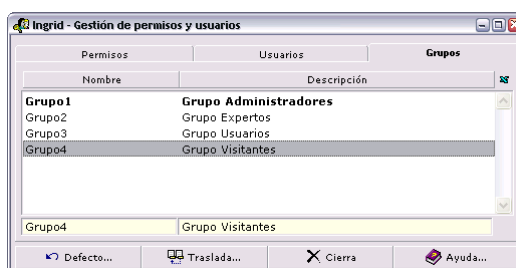 Ingrid - Gestión de permisos y usuarios
Permisos Usuarios Grupos
Nombre Descripción
Grupo1 Grupo Administradores
Grupo2 Grupo Expertos
Grupo3 Grupo Usuarios
Grupo4 Grupo Visitantes
Grupo4 Grupo Visitantes
Defecto... Traslada... Cierra Ayuda...